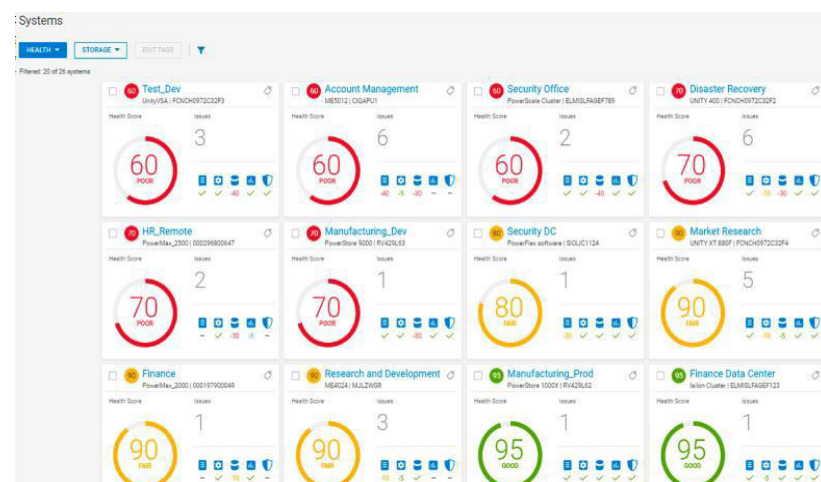 Systems
HEALTH
STORAGE
EDIT TAGS
Filtered: 20 of 26 systems
60 Test_Dev
UnityVSA | FCNCH0972C32F3
Health Score Issues
3
60
POOR
-40
60 Account Management
ME5012 | CIQAPU1
Health Score Issues
6
60
POOR
-40 -5 -30 – –
60 Security Office
PowerScale Cluster | ELMISLFAGEF789
Health Score Issues
2
60
POOR
-40
70 Disaster Recovery
UNITY 400 | FCNCH0972C32F2
Health Score Issues
6
70
POOR
-10 -30
70 HR_Remote
PowerMax_2500 | 000296800647
Health Score Issues
2
70
POOR
– -30 -5 –
70 Manufacturing_Dev
PowerStore 9000 | RV429L63
Health Score Issues
1
70
POOR
-30
80 Security DC
PowerFlex software | SIOLIC1124
Health Score Issues
1
80
FAIR
-20
90 Market Research
UNITY XT 880F | FCNCH0972C32F4
Health Score Issues
5
90
FAIR
-10 -5
90 Finance
PowerMax_2000 | 000197900049
Health Score Issues
1
90
FAIR
– -10 –
90 Research and Development
ME4024 | MJLZWGR
Health Score Issues
3
90
FAIR
-10 -5 – –
95 Manufacturing_Prod
PowerStore 1000X | RV429L62
Health Score Issues
1
95
GOOD
95 Finance Data Center
Isilon Cluster | ELMISLFAGEF123
Health Score Issues
1
95
GOOD
-5